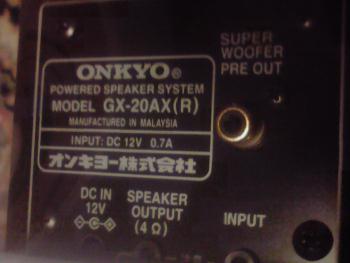 SUPER
WOOFER
PRE OUT
ONKYO®
POWERED SPEAKER SYSTEM
MODEL GX-20AX(R)
MANUFACTURED IN MALAYSIA
INPUT: DC 12V 0.7A
オンキヨー株式会社
DC IN
12V
SPEAKER
OUTPUT
(4Ω)
INPUT